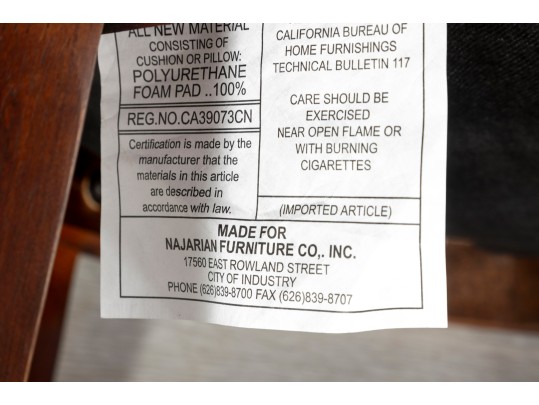 ALL NEW MATERIAL
CONSISTING OF
CUSHION OR PILLOW:
POLYURETHANE
FOAM PAD ..100%
REG.NO.CA39073CN
Certification is made by the
manufacturer that the
materials in this article
are described in
accordance with law.
CALIFORNIA BUREAU OF
HOME FURNISHINGS
TECHNICAL BULLETIN 117
CARE SHOULD BE
EXERCISED
NEAR OPEN FLAME OR
WITH BURNING
CIGARETTES
(IMPORTED ARTICLE)
MADE FOR
NAJARIAN FURNITURE CO,. INC.
17560 EAST ROWLAND STREET
CITY OF INDUSTRY
PHONE (626)839-8700 FAX (626)839-8707